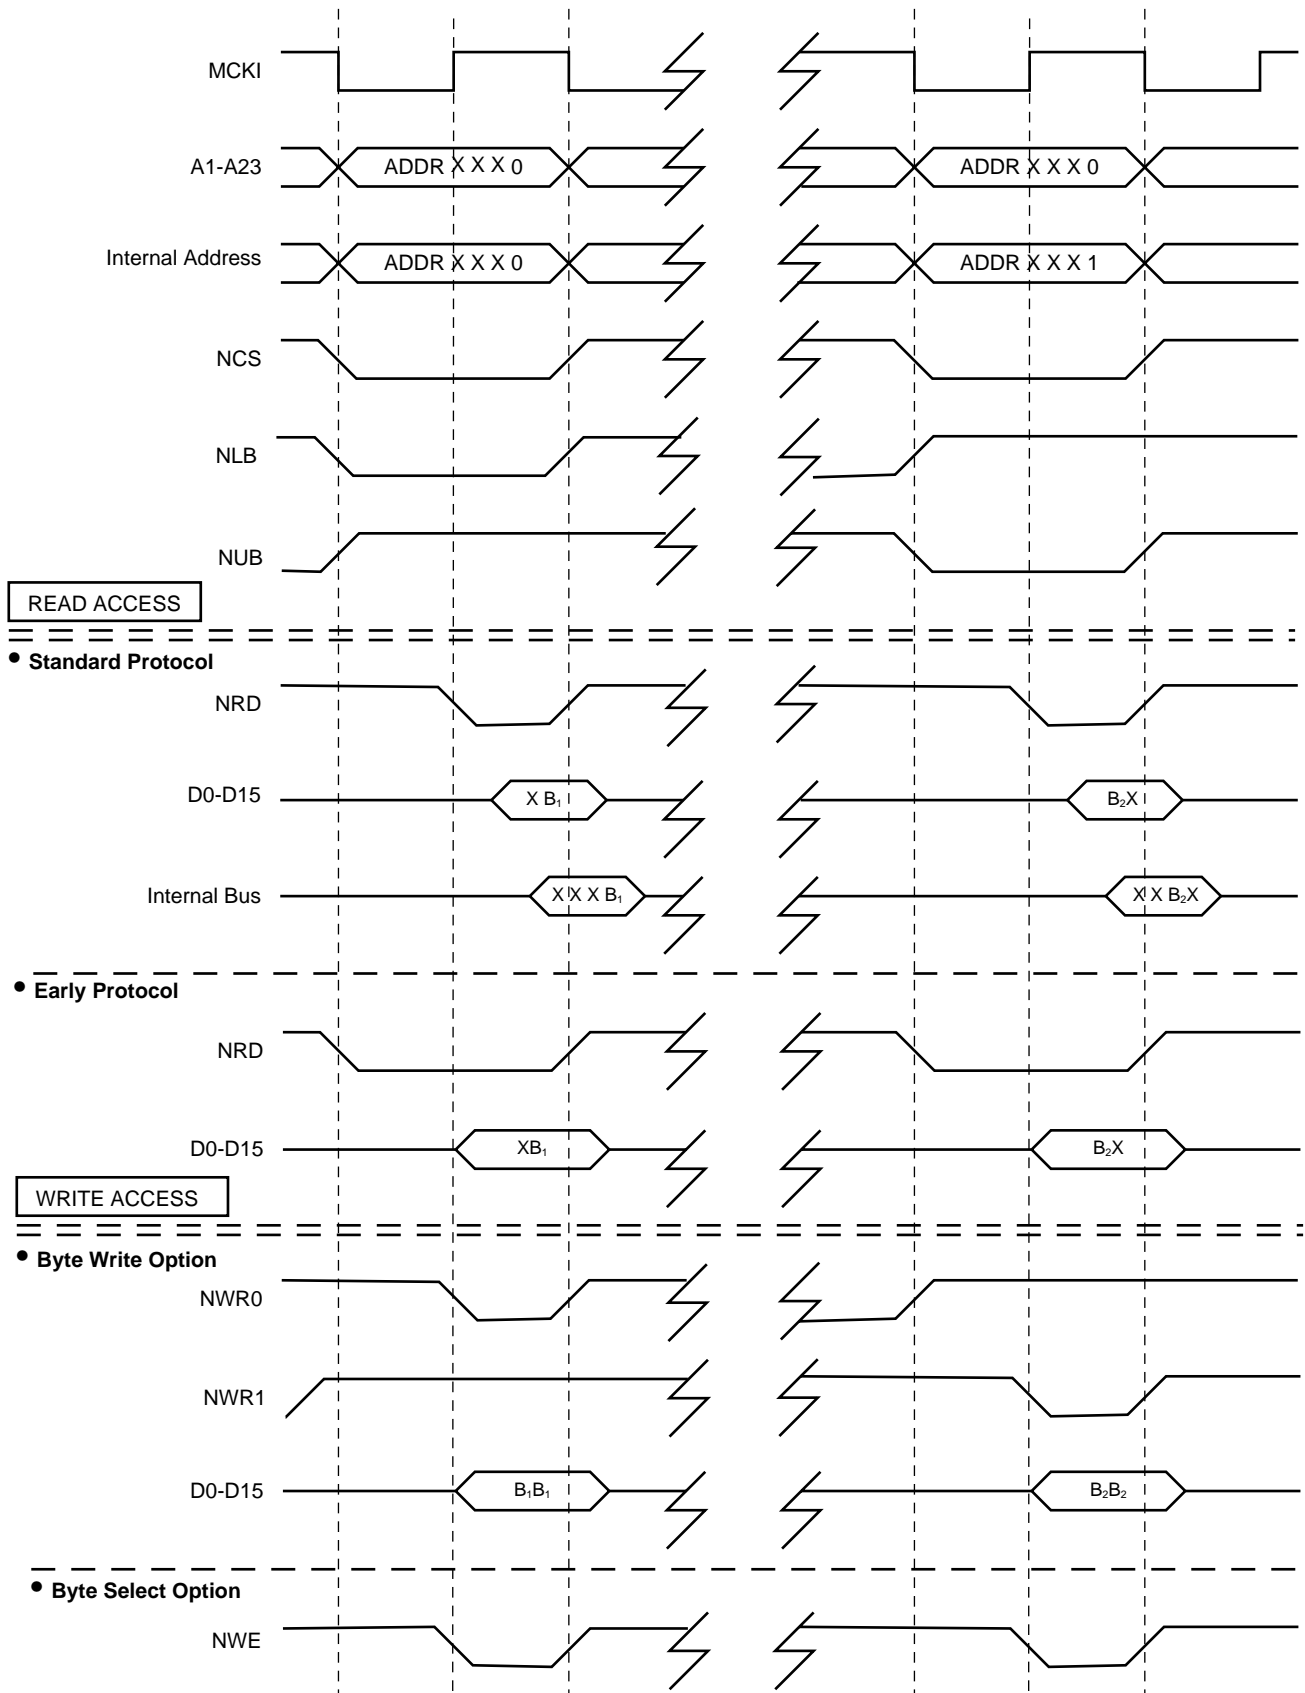 MCKI
A1-A23 ADDR X X X 0 ADDR X X X 0
Internal Address ADDR X X X 0 ADDR X X X 1
NCS
NLB
NUB
READ ACCESS
• Standard Protocol
NRD
D0-D15 X B₁ B₂X
Internal Bus X X X B₁ X X B₂X
• Early Protocol
NRD
D0-D15 XB₁ B₂X
WRITE ACCESS
• Byte Write Option
NWR0
NWR1
D0-D15 B₁B₁ B₂B₂
• Byte Select Option
NWE